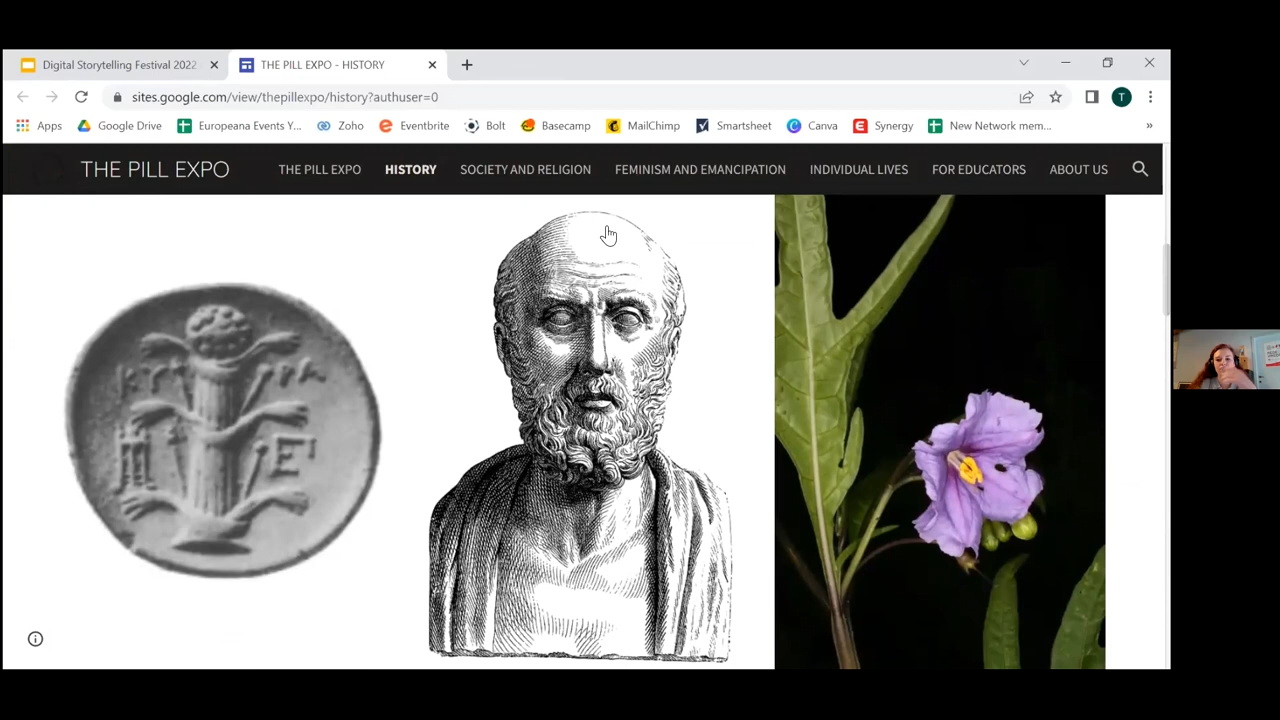 Digital Storytelling Festival 2022
THE PILL EXPO - HISTORY
sites.google.com/view/thepillexpo/history?authuser=0
T
Apps
Google Drive
Europeana Events Y...
Zoho
Eventbrite
Bolt
Basecamp
MailChimp
Smartsheet
Canva
Synergy
New Network mem...
»
THE PILL EXPO
THE PILL EXPO
HISTORY
SOCIETY AND RELIGION
FEMINISM AND EMANCIPATION
INDIVIDUAL LIVES
FOR EDUCATORS
ABOUT US